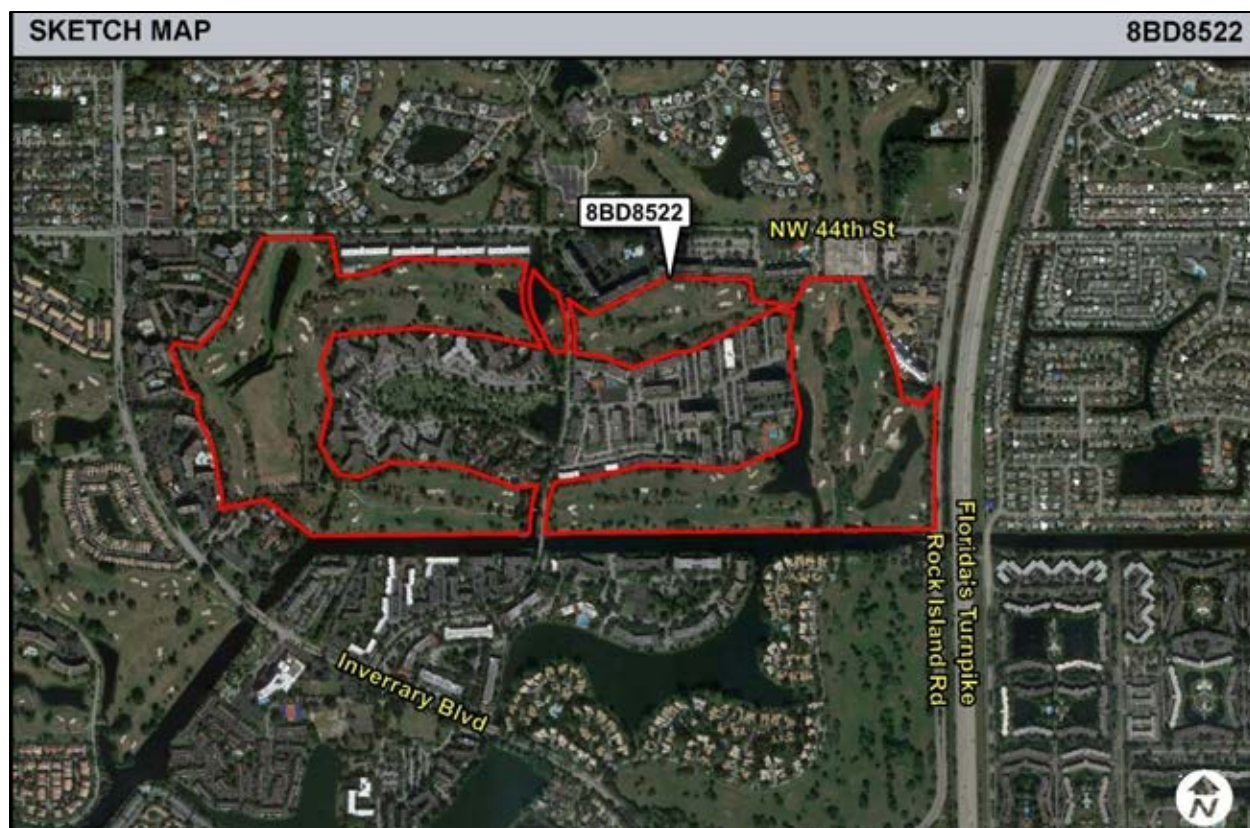 SKETCH MAP
8BD8522
8BD8522
NW 44th St
Florida's Turnpike
Rock Island Rd
Inverrary Blvd
N